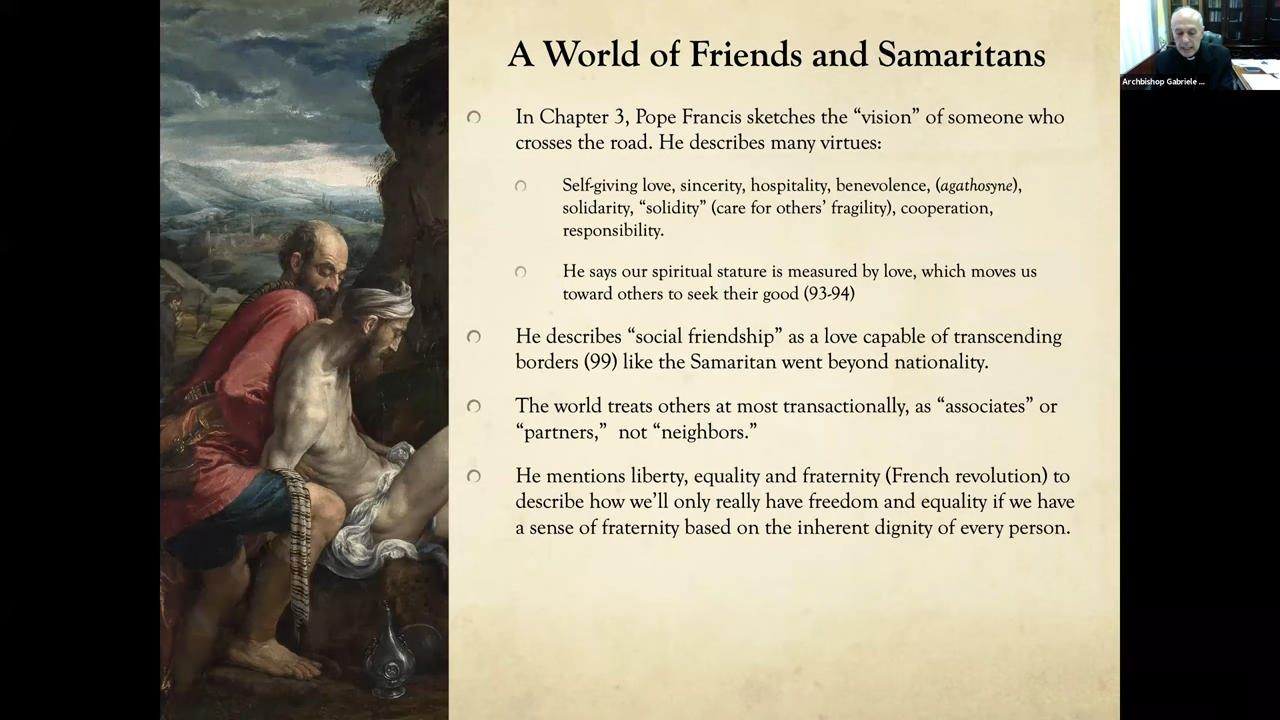 A World of Friends and Samaritans
In Chapter 3, Pope Francis sketches the “vision” of someone who
crosses the road. He describes many virtues:
Self-giving love, sincerity, hospitality, benevolence, (agathosyne),
solidarity, “solidity” (care for others’ fragility), cooperation,
responsibility.
He says our spiritual stature is measured by love, which moves us
toward others to seek their good (93-94)
He describes “social friendship” as a love capable of transcending
borders (99) like the Samaritan went beyond nationality.
The world treats others at most transactionally, as “associates” or
“partners,” not “neighbors.”
He mentions liberty, equality and fraternity (French revolution) to
describe how we’ll only really have freedom and equality if we have
a sense of fraternity based on the inherent dignity of every person.
Archbishop Gabriele ...